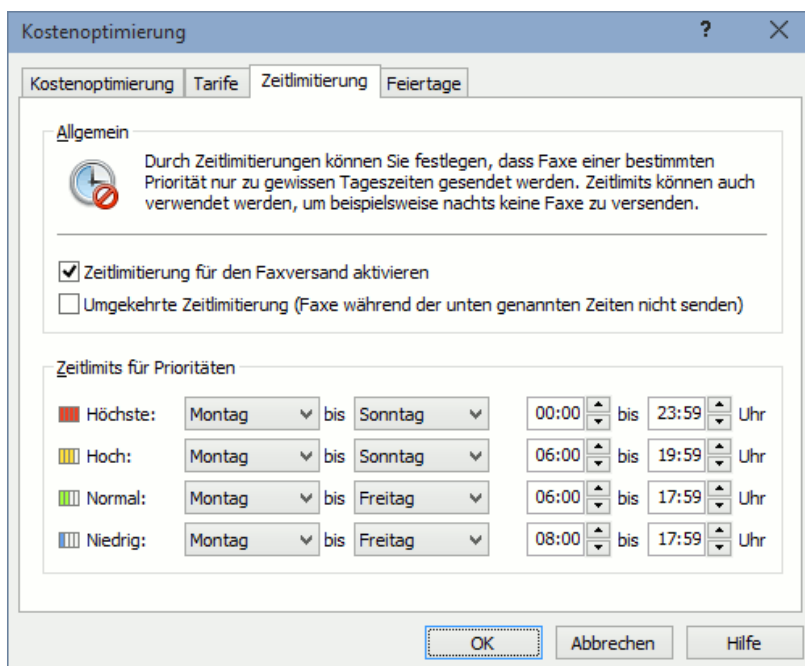 Kostenoptimierung ?
Kostenoptimierung Tarife Zeitlimitierung Feiertage
Allgemein
Durch Zeitlimitierungen können Sie festlegen, dass Faxe einer bestimmten
Priorität nur zu gewissen Tageszeiten gesendet werden. Zeitlimits können auch
verwendet werden, um beispielsweise nachts keine Faxe zu versenden.
Zeitlimitierung für den Faxversand aktivieren
Umgekehrte Zeitlimitierung (Faxe während der unten genannten Zeiten nicht senden)
Zeitlimits für Prioritäten
Höchste: Montag bis Sonntag 00:00 bis 23:59 Uhr
Hoch: Montag bis Sonntag 06:00 bis 19:59 Uhr
Normal: Montag bis Freitag 06:00 bis 17:59 Uhr
Niedrig: Montag bis Freitag 08:00 bis 17:59 Uhr
OK Abbrechen Hilfe